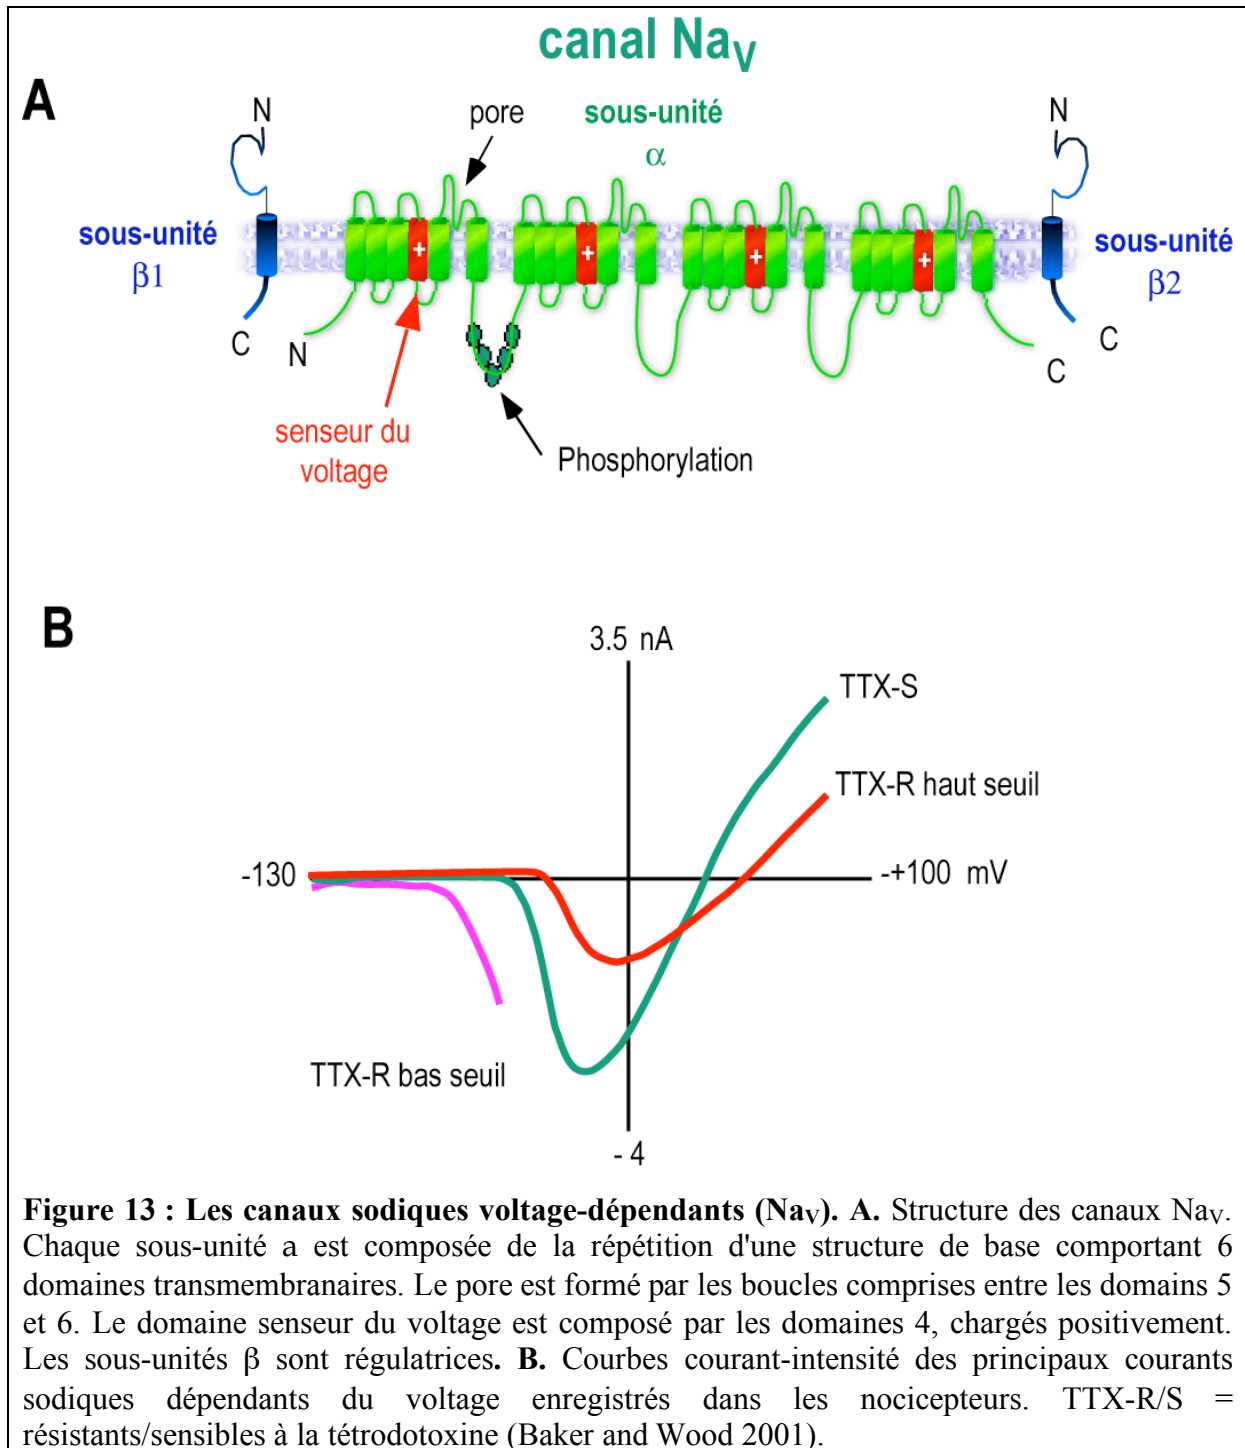 canal Nav
A
N
pore
sous-unité
α
N
sous-unité
β1
+
+
+
+
sous-unité
β2
C
N
C
C
senseur du
voltage
Phosphorylation
B
3.5 nA
TTX-S
TTX-R haut seuil
-130
-+100 mV
TTX-R bas seuil
- 4
Figure 13 : Les canaux sodiques voltage-dépendants (NaV). A. Structure des canaux NaV.
Chaque sous-unité a est composée de la répétition d'une structure de base comportant 6
domaines transmembranaires. Le pore est formé par les boucles comprises entre les domains 5
et 6. Le domaine senseur du voltage est composé par les domaines 4, chargés positivement.
Les sous-unités β sont régulatrices. B. Courbes courant-intensité des principaux courants
sodiques dépendants du voltage enregistrés dans les nocicepteurs. TTX-R/S =
résistants/sensibles à la tétrodotoxine (Baker and Wood 2001).